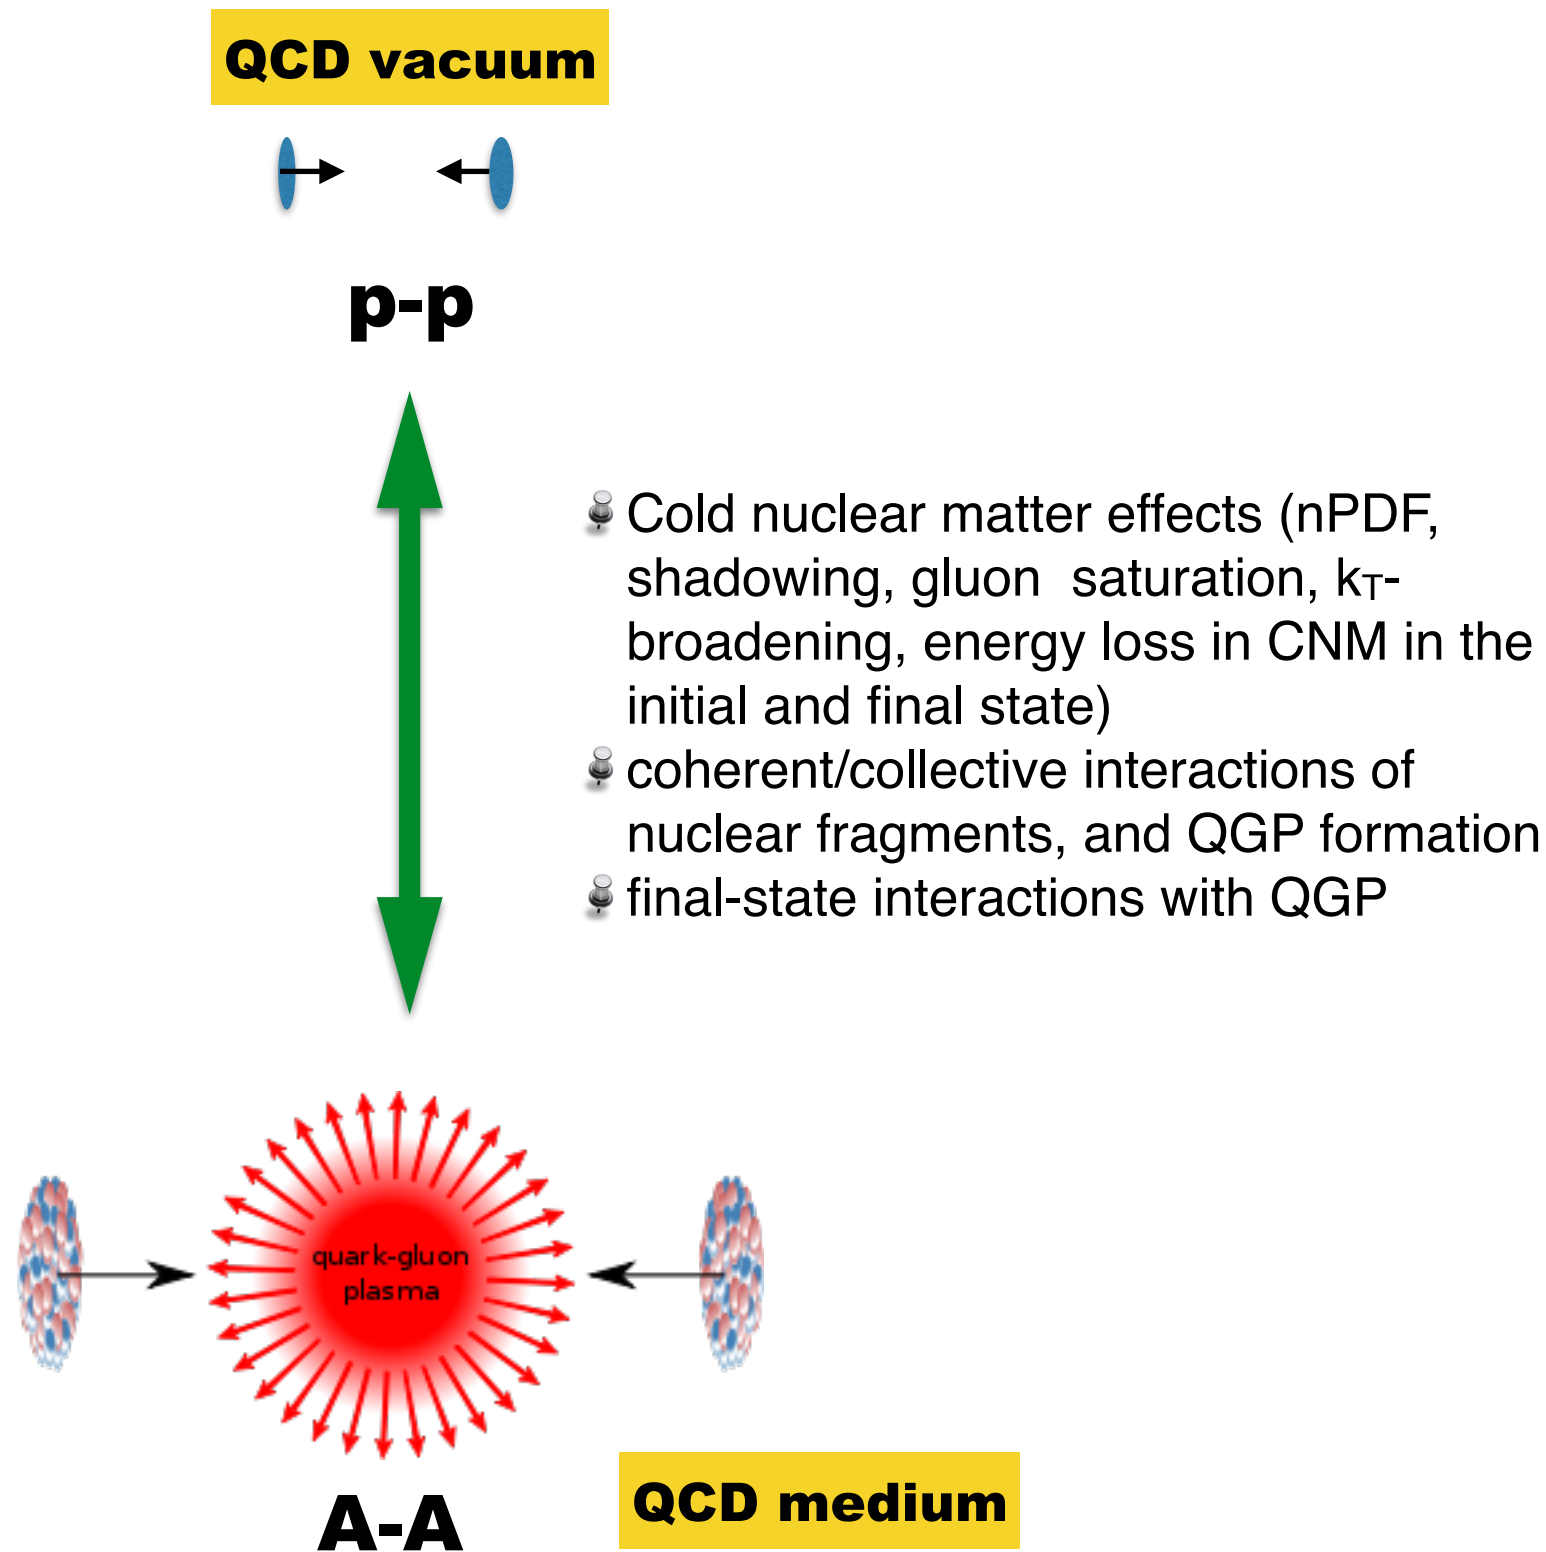 QCD vacuum
p-p
Cold nuclear matter effects (nPDF,
shadowing, gluon  saturation, kT-
broadening, energy loss in CNM in the
initial and final state)
coherent/collective interactions of
nuclear fragments, and QGP formation
final-state interactions with QGP
quark-gluon
plasma
A-A
QCD medium